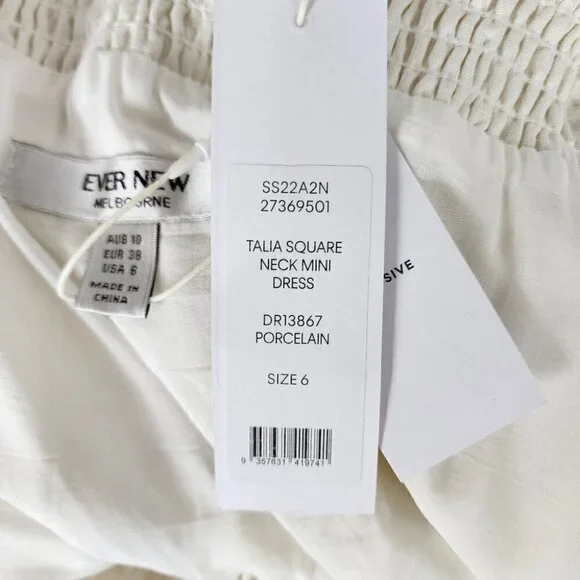 EVER NEW
MELBOURNE
AUS 10
EUR 38
USA 6
MADE IN
CHINA
SS22A2N
27369501
TALIA SQUARE
NECK MINI
DRESS
DR13867
PORCELAIN
SIZE 6
9 357631 419741
SIVE